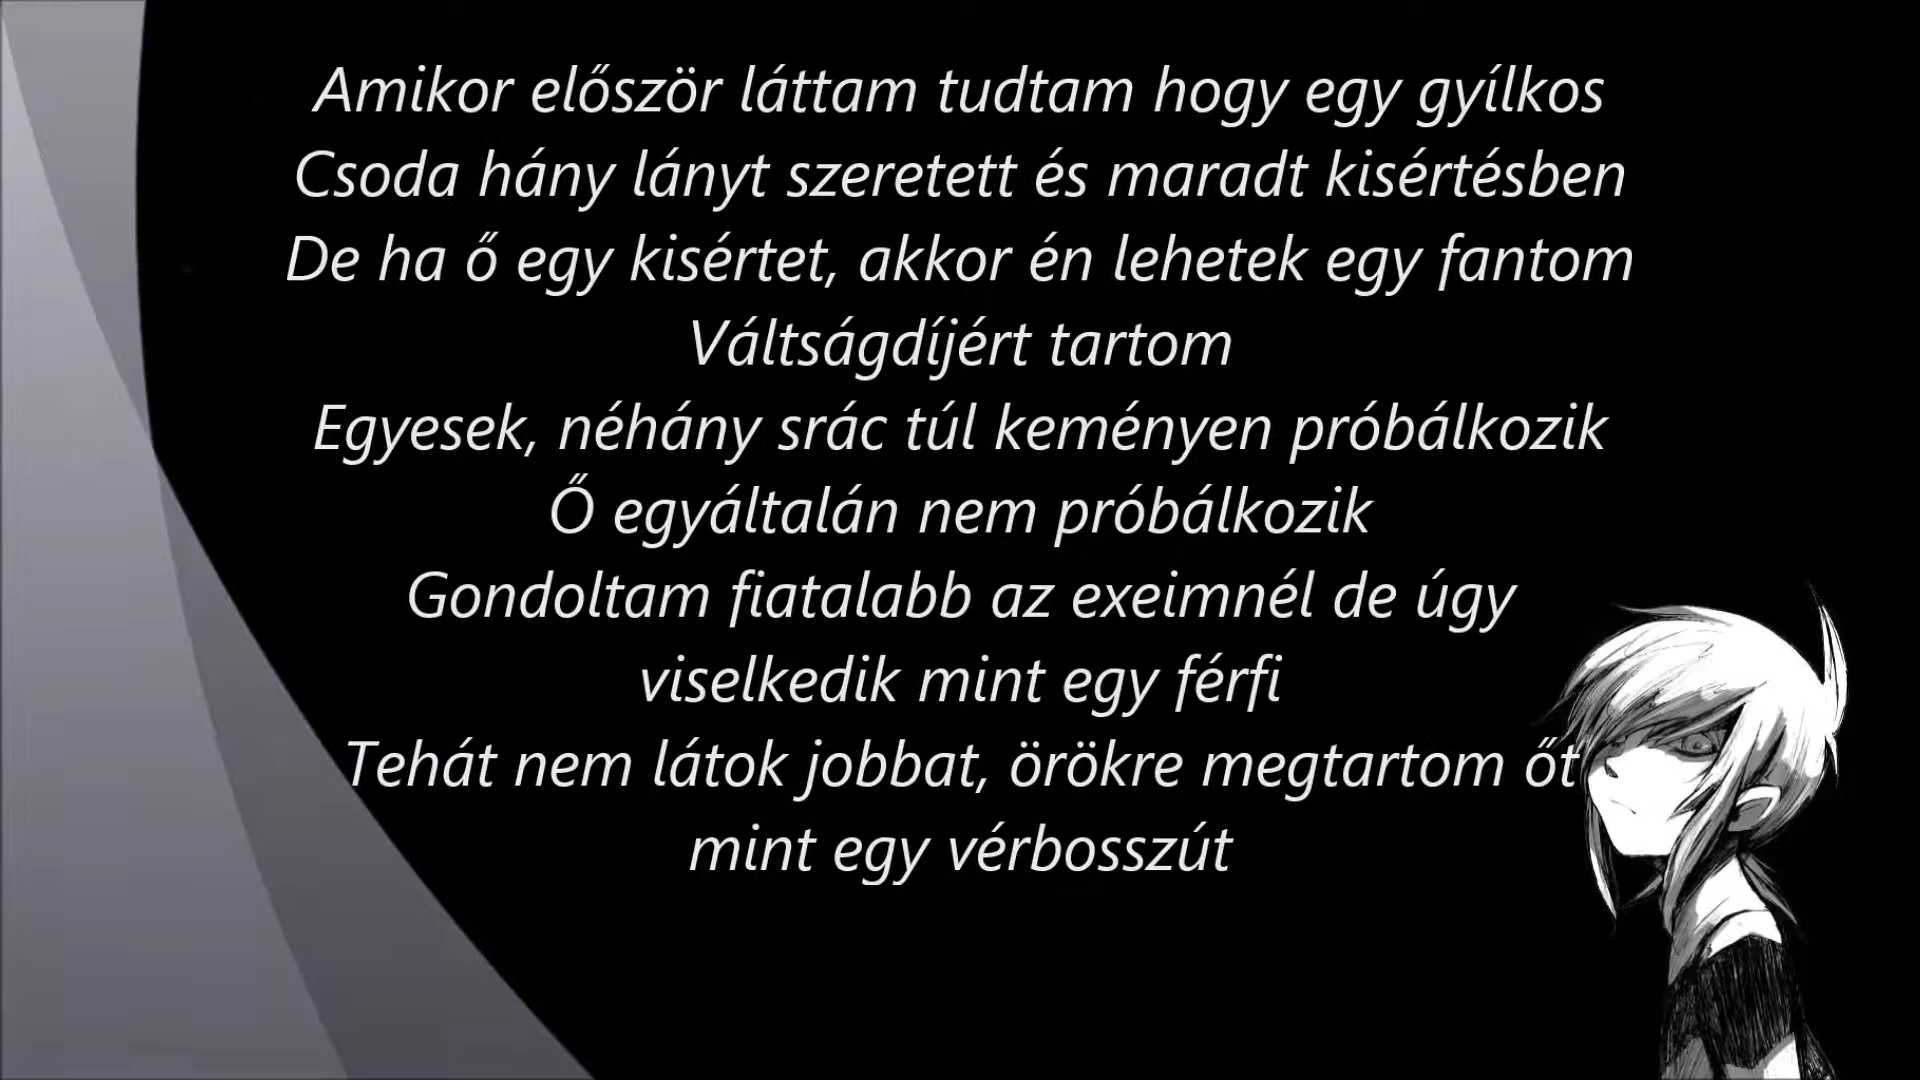 Amikor először láttam tudtam hogy egy gyílkos
Csoda hány lányt szeretett és maradt kisértésben
De ha ő egy kisértet, akkor én lehetek egy fantom
Váltságdíjért tartom
Egyesek, néhány srác túl keményen próbálkozik
Ő egyáltalán nem próbálkozik
Gondoltam fiatalabb az exeimnél de úgy
viselkedik mint egy férfi
Tehát nem látok jobbat, örökre megtartom őt
mint egy vérbosszút